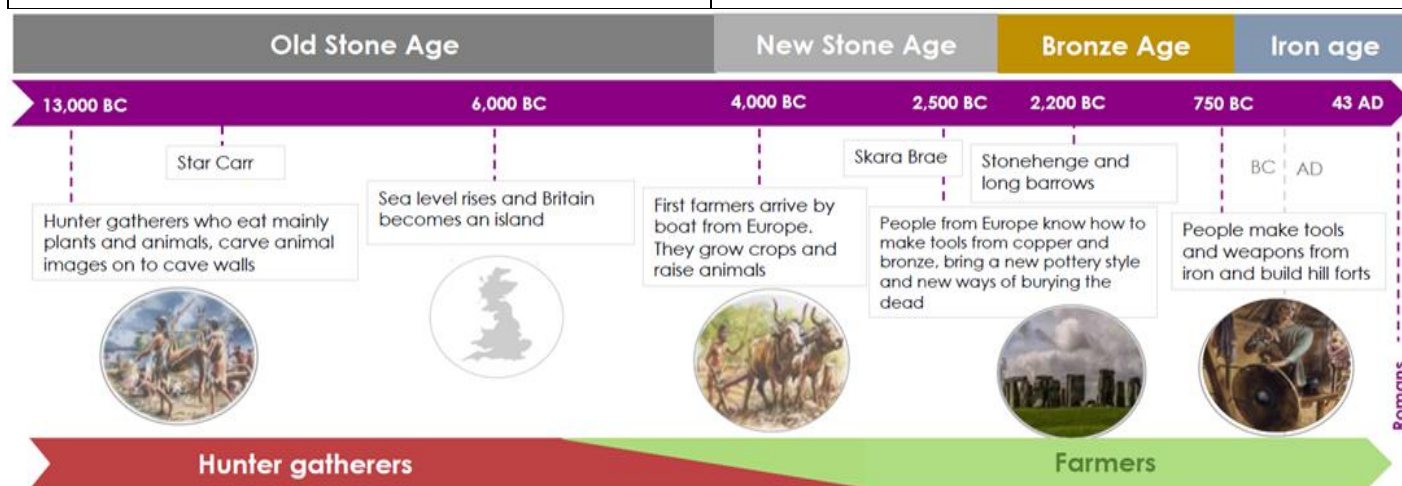 Old Stone Age
New Stone Age
Bronze Age
Iron age
13,000 BC
6,000 BC
4,000 BC
2,500 BC
2,200 BC
750 BC
43 AD
Star Carr
Hunter gatherers who eat mainly
plants and animals, carve animal
images on to cave walls
Sea level rises and Britain
becomes an island
First farmers arrive by
boat from Europe.
They grow crops and
raise animals
Skara Brae
Stonehenge and
long barrows
People from Europe know how to
make tools from copper and
bronze, bring a new pottery style
and new ways of burying the
dead
BC
AD
People make tools
and weapons from
iron and build hill forts
Romans
Hunter gatherers
Farmers